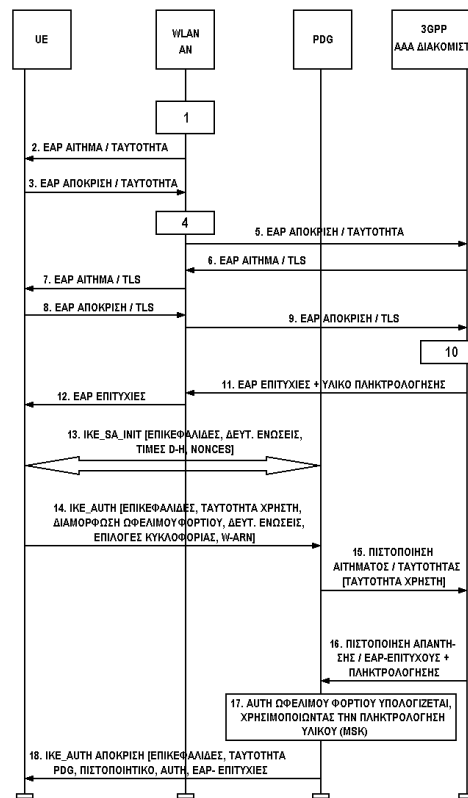 UE
WLAN
AN
PDG
3GPP
AAA ΔΙΑΚΟΜΙΣΤ
1
2. EAP ΑΙΤΗΜΑ / ΤΑΥΤΟΤΗΤΑ
3. EAP ΑΠΟΚΡΙΣΗ / ΤΑΥΤΟΤΗΤΑ
4
5. EAP ΑΠΟΚΡΙΣΗ / ΤΑΥΤΟΤΗΤΑ
6. EAP ΑΙΤΗΜΑ / TLS
7. EAP ΑΙΤΗΜΑ / TLS
8. EAP ΑΠΟΚΡΙΣΗ / TLS
9. EAP ΑΠΟΚΡΙΣΗ / TLS
10
11. EAP ΕΠΙΤΥΧΙΕΣ + ΥΛΙΚΟ ΠΛΗΚΤΡΟΛΟΓΗΣΗΣ
12. EAP ΕΠΙΤΥΧΙΕΣ
13. IKE_SA_INIT [ΕΠΙΚΕΦΑΛΙΔΕΣ, ΔΕΥΤ. ΕΝΩΣΕΙΣ,
ΤΙΜΕΣ D-H, NONCES]
14. IKE_AUTH [ΕΠΙΚΕΦΑΛΙΔΕΣ, ΤΑΥΤΟΤΗΤΑ ΧΡΗΣΤΗ,
ΔΙΑΜΟΡΦΩΣΗ ΩΦΕΛΙΜΟΥ ΦΟΡΤΙΟΥ, ΔΕΥΤ. ΕΝΩΣΕΙΣ,
ΕΠΙΛΟΓΕΣ ΚΥΚΛΟΦΟΡΙΑΣ, W-ARN]
15. ΠΙΣΤΟΠΟΙΗΣΗ
ΑΙΤΗΜΑΤΟΣ / ΤΑΥΤΟΤΗΤΑΣ
[ΤΑΥΤΟΤΗΤΑ ΧΡΗΣΤΗ]
16. ΠΙΣΤΟΠΟΙΗΣΗ ΑΠΑΝΤΗ-
ΣΗΣ / EAP-ΕΠΙΤΥΧΟΥΣ +
ΠΛΗΚΤΡΟΛΟΓΗΣΗΣ
17. AUTH ΩΦΕΛΙΜΟΥ ΦΟΡΤΙΟΥ ΥΠΟΛΟΓΙΖΕΤΑΙ,
ΧΡΗΣΙΜΟΠΟΙΩΝΤΑΣ ΤΗΝ ΠΛΗΚΤΡΟΛΟΓΗΣΗ
ΥΛΙΚΟΥ (MSK)
18. IKE_AUTH ΑΠΟΚΡΙΣΗ [ΕΠΙΚΕΦΑΛΙΔΕΣ, ΤΑΥΤΟΤΗΤΑ
PDG, ΠΙΣΤΟΠΟΙΗΤΙΚΟ, AUTH, EAP- ΕΠΙΤΥΧΙΕΣ